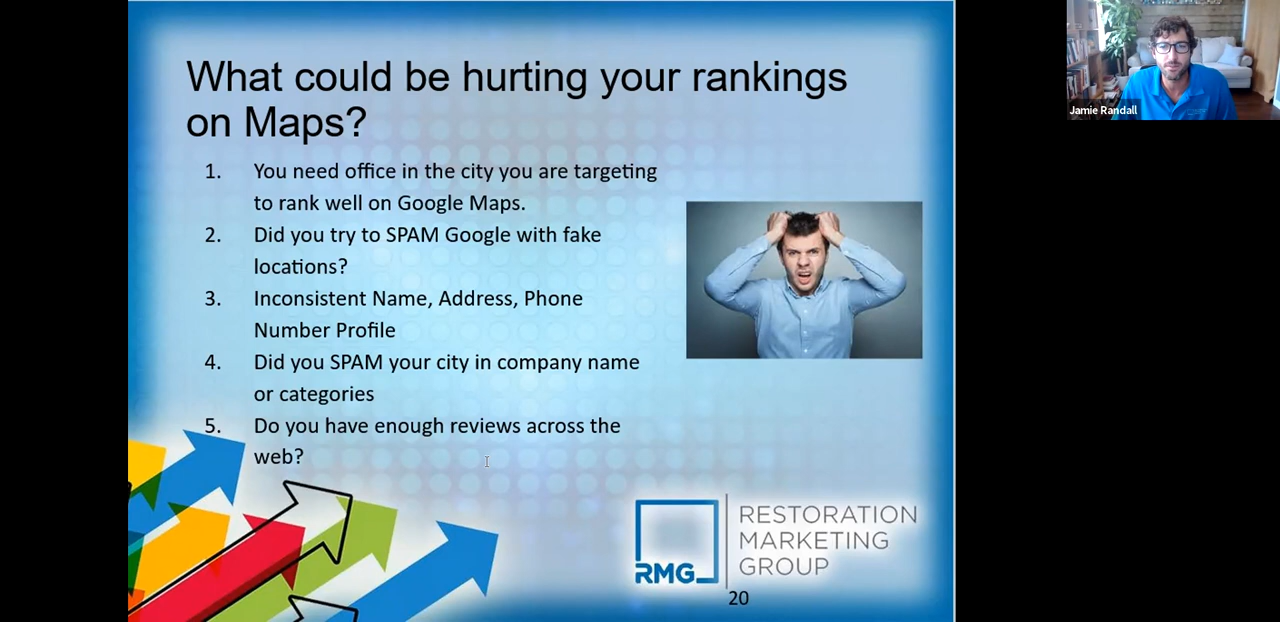 What could be hurting your rankings
on Maps?
1. You need office in the city you are targeting
to rank well on Google Maps.
2. Did you try to SPAM Google with fake
locations?
3. Inconsistent Name, Address, Phone
Number Profile
4. Did you SPAM your city in company name
or categories
5. Do you have enough reviews across the
web?
RMG
RESTORATION
MARKETING
GROUP
20
Jamie Randall